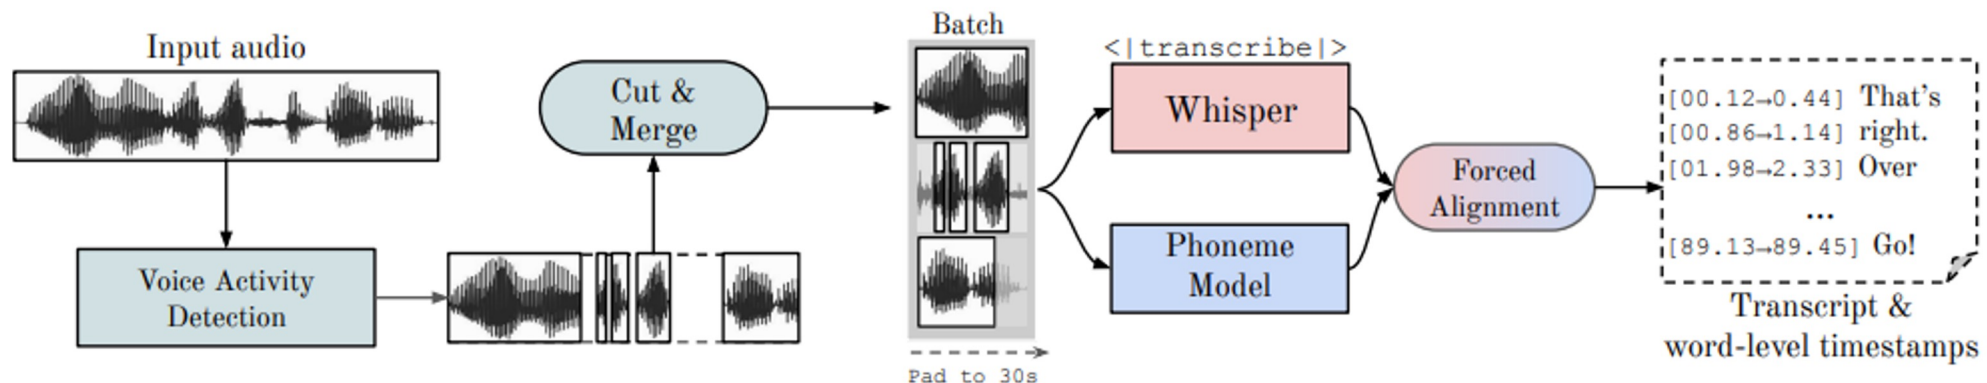 Input audio
Voice Activity
Detection
Cut &
Merge
Batch
Pad to 30s
<|transcribe|>
Whisper
Phoneme
Model
Forced
Alignment
[00.12→0.44] That's
[00.86→1.14] right.
[01.98→2.33] Over
...
[89.13→89.45] Go!
Transcript &
word-level timestamps